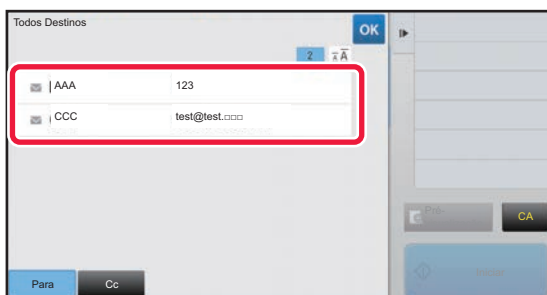 Todos Destinos
OK
2
AAA 123
CCC test@test.□□□
CA
Para Cc